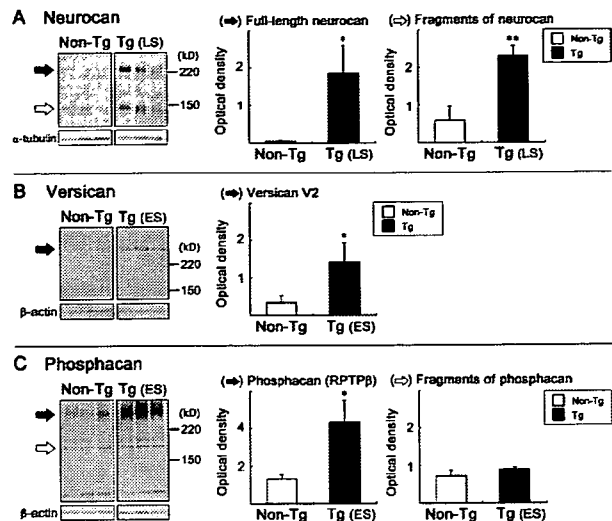 A Neurocan
Non-Tg Tg (LS) (kD)
220
150
α-tubulin
(➡) Full-length neurocan
Optical density
2
1
*
Non-Tg Tg (LS)
(⇨) Fragments of neurocan
Optical density
2
1
**
Non-Tg Tg (LS)
Non-Tg
Tg
B Versican
Non-Tg Tg (ES)
(kD)
220
150
β-actin
(➡) Versican V2
Optical density
2
1
*
Non-Tg Tg (ES)
Non-Tg
Tg
C Phosphacan
Non-Tg Tg (ES)
(kD)
220
150
β-actin
(➡) Phosphacan (RPTPβ)
Optical density
4
2
*
Non-Tg Tg (ES)
(⇨) Fragments of phosphacan
Optical density
2
1
Non-Tg Tg (ES)
Non-Tg
Tg